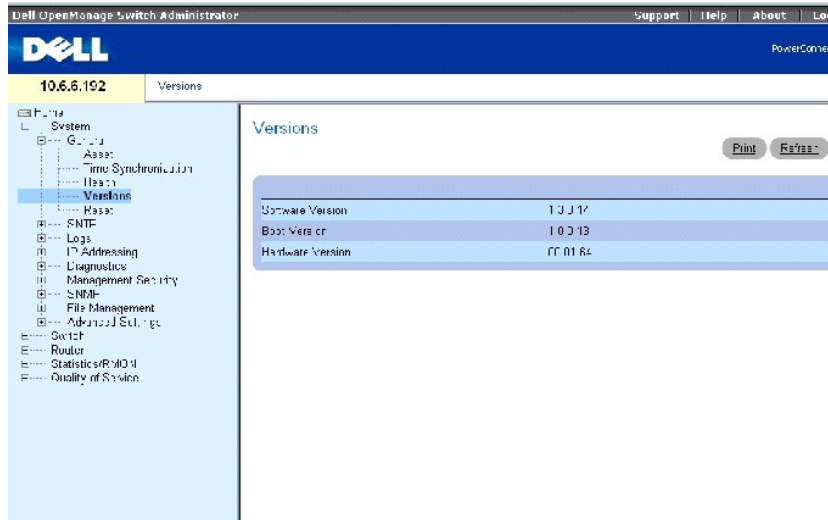 Dell OpenManage Switch Administrator
Support Help About
DELL
10.6.6.192 Versions
Home
System
General
Asset
Time Synchronization
Health
Versions
Reset
SNTP
Logs
IP Addressing
Diagnostics
Management Security
SNMP
File Management
Advanced Settings
Switch
Router
Statistics/RMON
Quality of Service
Versions
Print Refresh
Software Version
Boot Version
Hardware Version